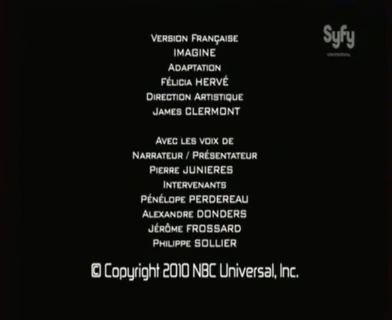 Version Française
IMAGINE
Adaptation
Félicia HERVÉ
Direction Artistique
James CLERMONT
Avec les voix de
Narrateur / Présentateur
Pierre JUNIERES
Intervenants
Pénélope PERDEREAU
Alexandre DONDERS
Jérôme FROSSARD
Philippe SOLLIER
© Copyright 2010 NBC Universal, Inc.
Syfy
UNIVERSAL